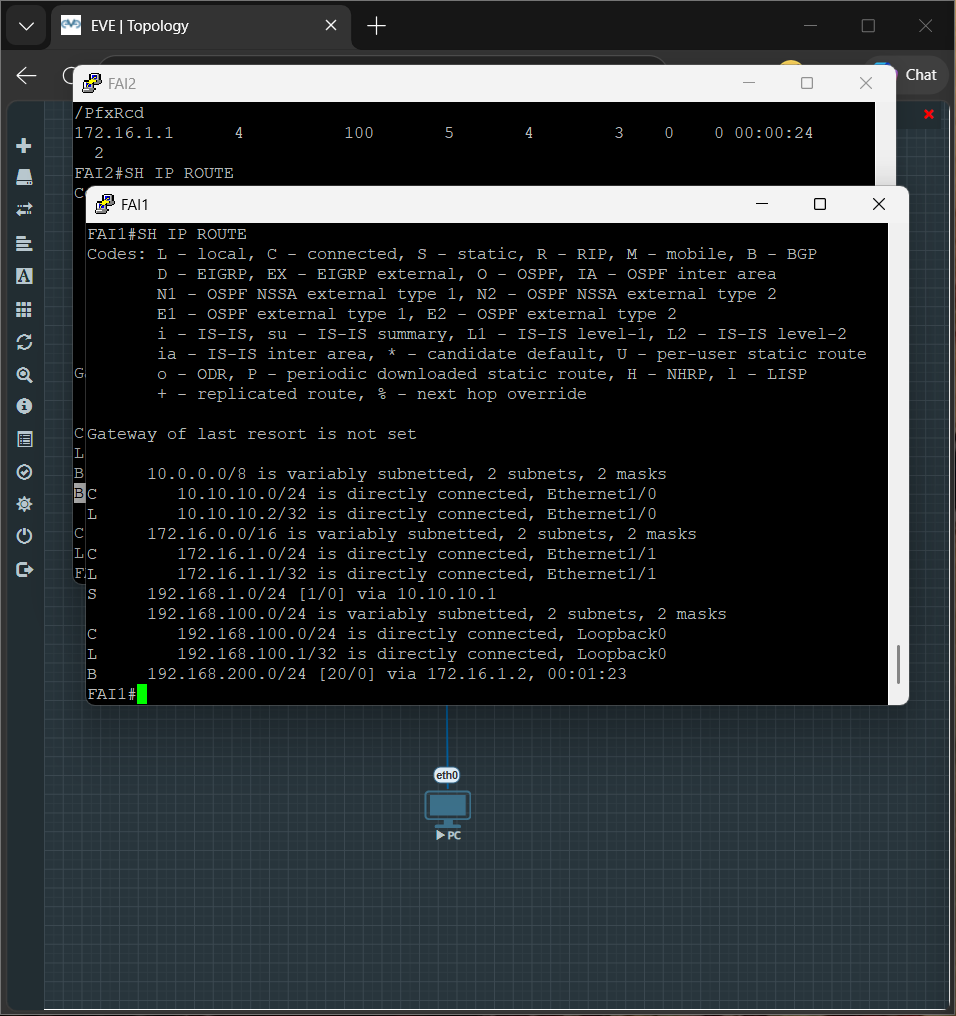 EVE | Topology
Chat
FAI2
/PfxRcd
172.16.1.1 4 100 5 4 3 0 0 00:00:24
2
FAI2#SH IP ROUTE
C
G
C
L
B
B
C
L
F
FAI1
FAI1#SH IP ROUTE
Codes: L - local, C - connected, S - static, R - RIP, M - mobile, B - BGP
D - EIGRP, EX - EIGRP external, O - OSPF, IA - OSPF inter area
N1 - OSPF NSSA external type 1, N2 - OSPF NSSA external type 2
E1 - OSPF external type 1, E2 - OSPF external type 2
i - IS-IS, su - IS-IS summary, L1 - IS-IS level-1, L2 - IS-IS level-2
ia - IS-IS inter area, * - candidate default, U - per-user static route
o - ODR, P - periodic downloaded static route, H - NHRP, l - LISP
+ - replicated route, % - next hop override
Gateway of last resort is not set
10.0.0.0/8 is variably subnetted, 2 subnets, 2 masks
C 10.10.10.0/24 is directly connected, Ethernet1/0
L 10.10.10.2/32 is directly connected, Ethernet1/0
172.16.0.0/16 is variably subnetted, 2 subnets, 2 masks
C 172.16.1.0/24 is directly connected, Ethernet1/1
L 172.16.1.1/32 is directly connected, Ethernet1/1
S 192.168.1.0/24 [1/0] via 10.10.10.1
192.168.100.0/24 is variably subnetted, 2 subnets, 2 masks
C 192.168.100.0/24 is directly connected, Loopback0
L 192.168.100.1/32 is directly connected, Loopback0
B 192.168.200.0/24 [20/0] via 172.16.1.2, 00:01:23
FAI1#
eth0
PC